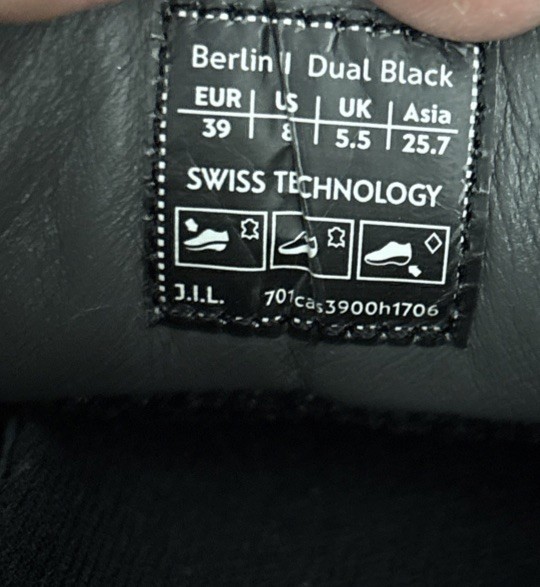 Berlin I Dual Black
EUR | US | UK | Asia
39 | 8 | 5.5 | 25.7
SWISS TECHNOLOGY
J.I.L. 701cas3900h1706